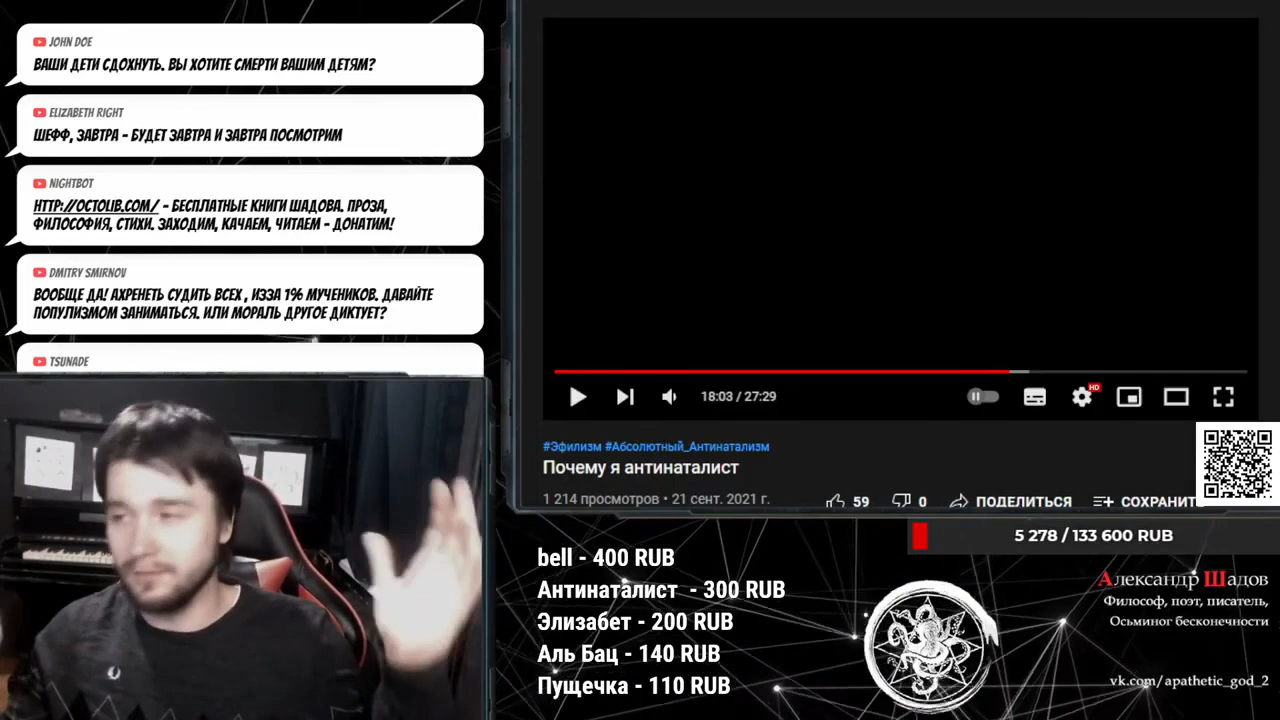 JOHN DOE
ВАШИ ДЕТИ СДОХНУТЬ. ВЫ ХОТИТЕ СМЕРТИ ВАШИМ ДЕТЯМ?
ELIZABETH RIGHT
ШЕФФ, ЗАВТРА - БУДЕТ ЗАВТРА И ЗАВТРА ПОСМОТРИМ
NIGHTBOT
HTTP://OCTOLIB.COM/ - БЕСПЛАТНЫЕ КНИГИ ШАДОВА. ПРОЗА,
ФИЛОСОФИЯ, СТИХИ. ЗАХОДИМ, КАЧАЕМ, ЧИТАЕМ - ДОНАТИМ!
DMITRY SMIRNOV
ВООБЩЕ ДА! АХРЕНЕТЬ СУДИТЬ ВСЕХ , ИЗЗА 1% МУЧЕНИКОВ. ДАВАЙТЕ
ПОПУЛИЗМОМ ЗАНИМАТЬСЯ. ИЛИ МОРАЛЬ ДРУГОЕ ДИКТУЕТ?
TSUNADE
18:03 / 27:29
HD
#Эфилизм #Абсолютный_Антинатализм
Почему я антинаталист
1 214 просмотров • 21 сент. 2021 г.
59
0
ПОДЕЛИТЬСЯ
СОХРАНИТЬ
5 278 / 133 600 RUB
bell - 400 RUB
Антинаталист - 300 RUB
Элизабет - 200 RUB
Аль Бац - 140 RUB
Пущечка - 110 RUB
Александр Шадов
Философ, поэт, писатель,
Осьминог бесконечности
vk.com/apathetic_god_2